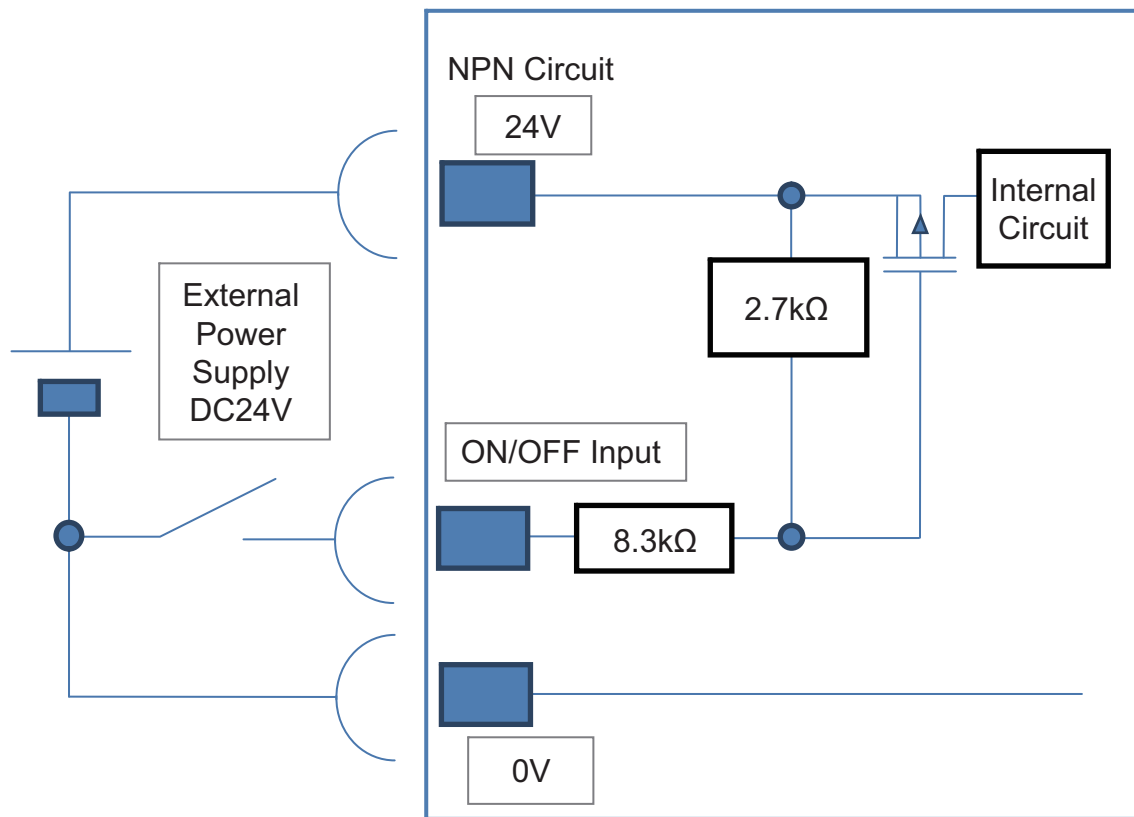 NPN Circuit
24V
Internal
Circuit
External
Power
Supply
DC24V
2.7kΩ
ON/OFF Input
8.3kΩ
0V